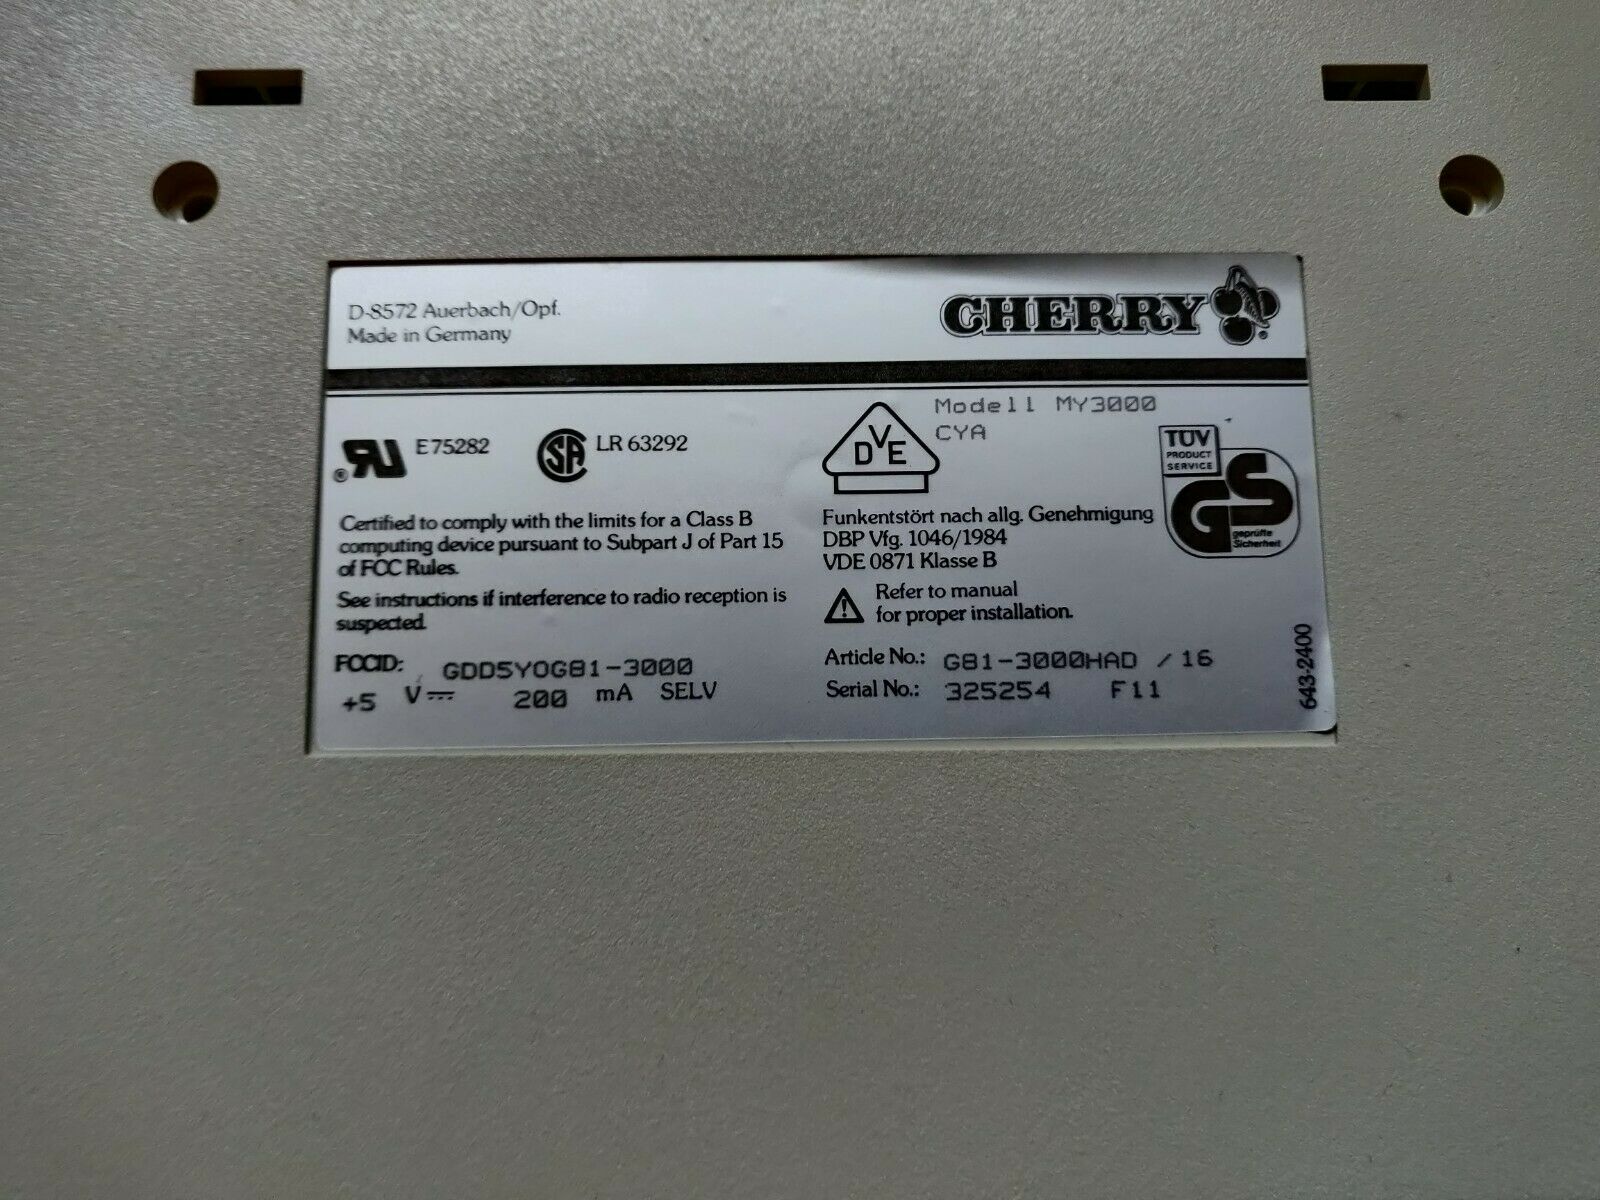 D-8572 Auerbach/Opf.
Made in Germany
CHERRY
®
®
E 75282
SA
LR 63292
VDE
Modell MY3000
CYA
TÜV
PRODUCT
SERVICE
GS
geprüfte
Sicherheit
Certified to comply with the limits for a Class B
computing device pursuant to Subpart J of Part 15
of FCC Rules.
See instructions if interference to radio reception is
suspected.
FCCID: GDD5YOG81-3000
+5 V 200 mA SELV
Funkentstört nach allg. Genehmigung
DBP Vfg. 1046/1984
VDE 0871 Klasse B
Refer to manual
for proper installation.
Article No.: G81-3000HAD / 16
Serial No.: 325254 F11
643-2400